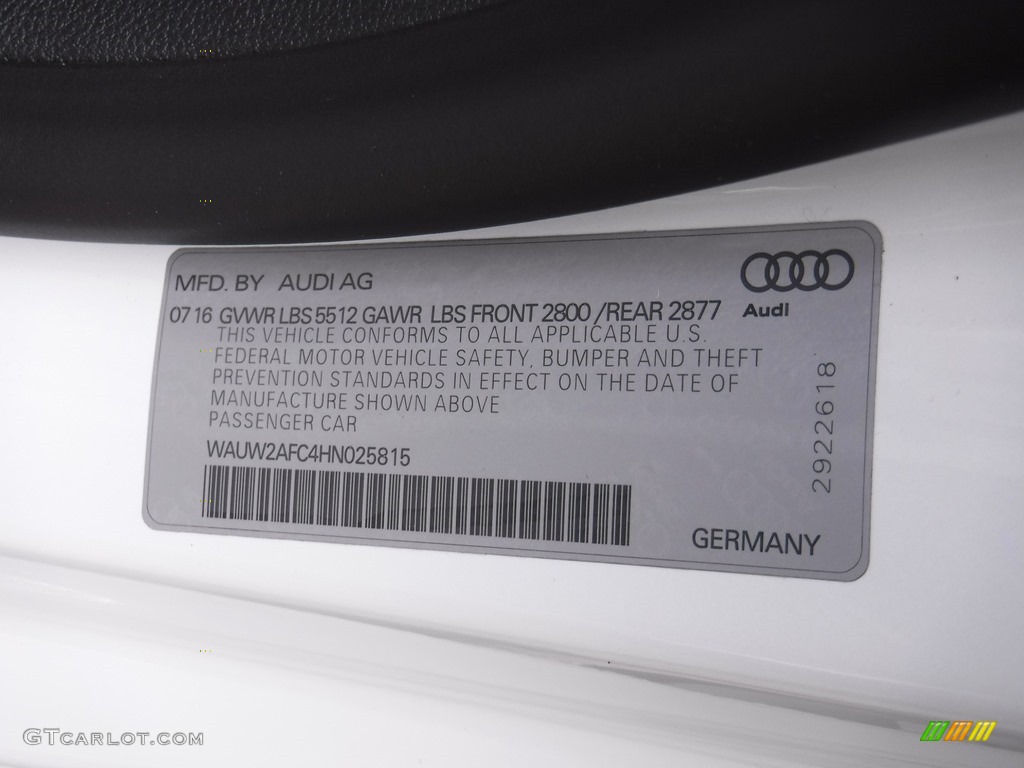 MFD. BY AUDI AG
Audi
07 16 GVWR LBS 5512 GAWR LBS FRONT 2800 /REAR 2877
THIS VEHICLE CONFORMS TO ALL APPLICABLE U.S.
FEDERAL MOTOR VEHICLE SAFETY, BUMPER AND THEFT
PREVENTION STANDARDS IN EFFECT ON THE DATE OF
MANUFACTURE SHOWN ABOVE
PASSENGER CAR
WAUW2AFC4HN025815
2922618
GERMANY
GTCARLOT.COM